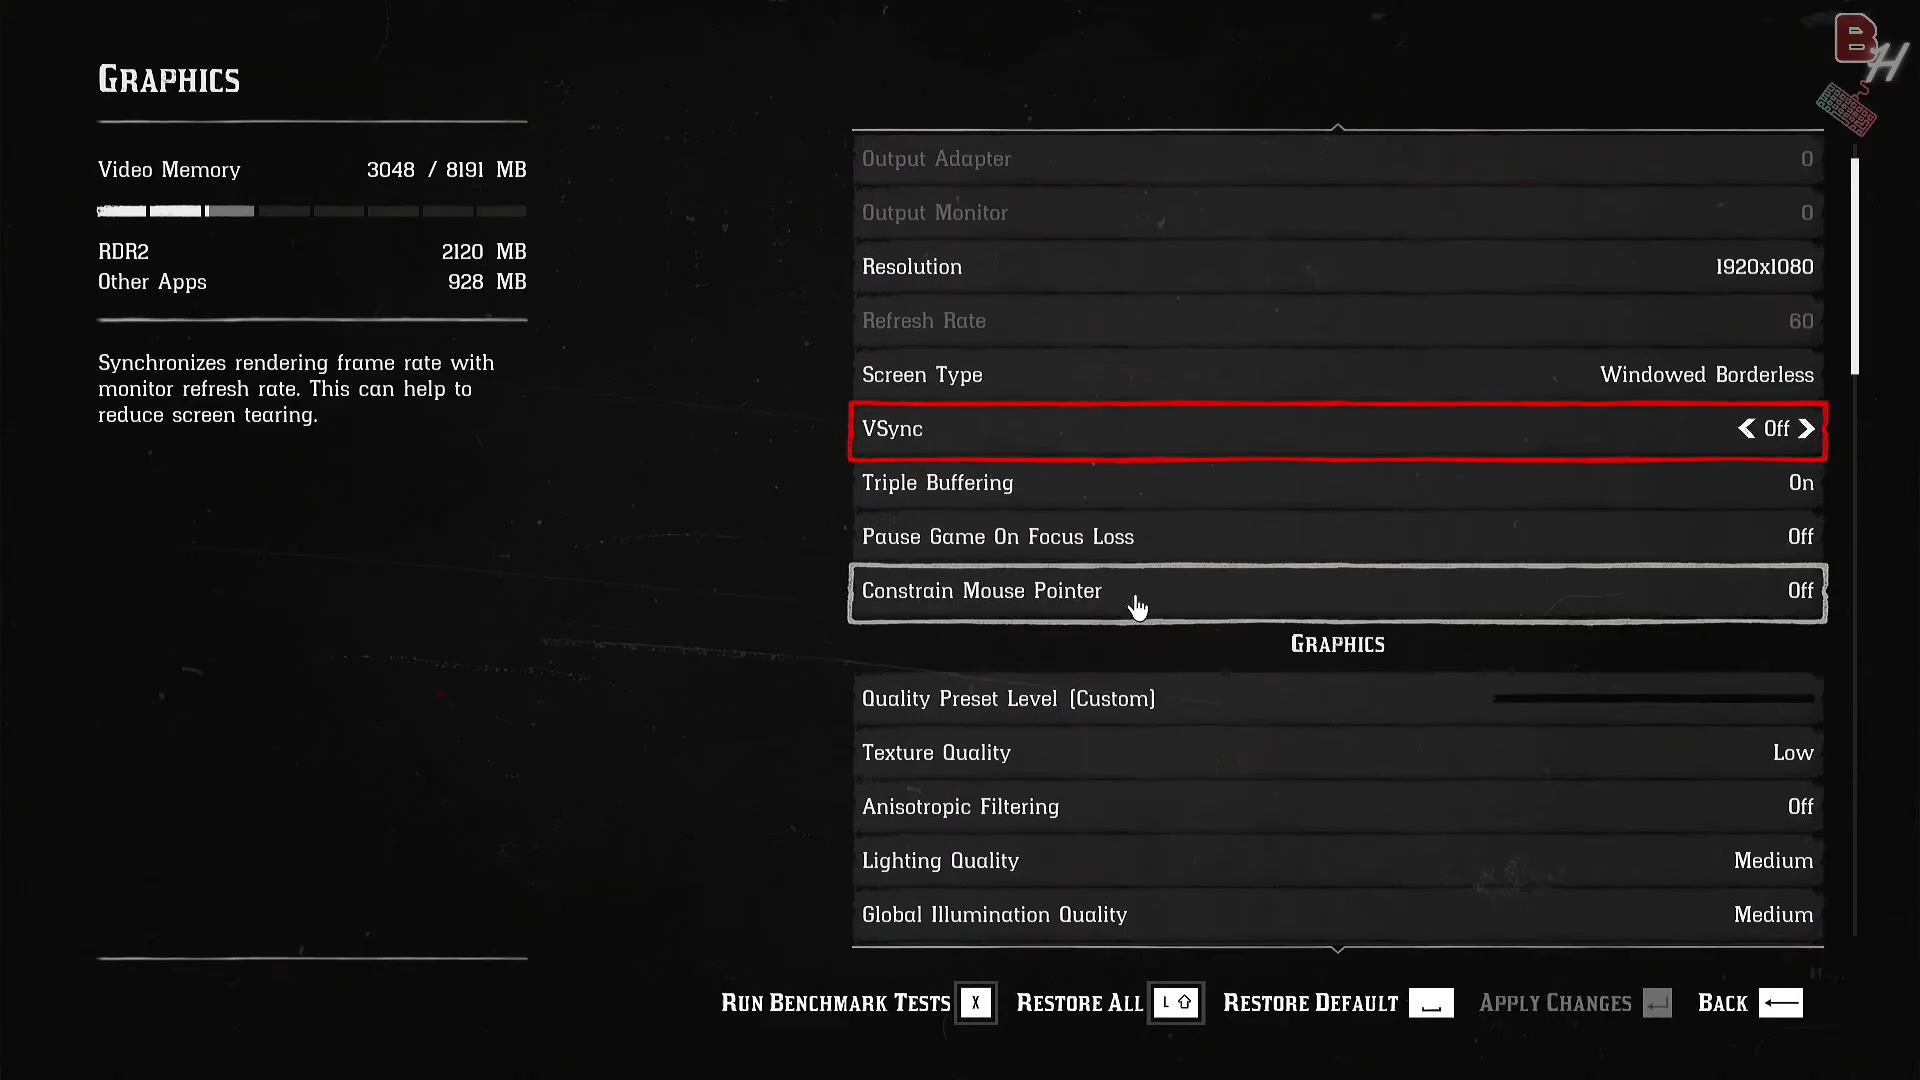 BH
GRAPHICS
Video Memory 3048 / 8191 MB
RDR2 2120 MB
Other Apps 928 MB
Synchronizes rendering frame rate with
monitor refresh rate. This can help to
reduce screen tearing.
Output Adapter 0
Output Monitor 0
Resolution 1920x1080
Refresh Rate 60
Screen Type Windowed Borderless
VSync Off
Triple Buffering On
Pause Game On Focus Loss Off
Constrain Mouse Pointer Off
GRAPHICS
Quality Preset Level (Custom)
Texture Quality Low
Anisotropic Filtering Off
Lighting Quality Medium
Global Illumination Quality Medium
RUN BENCHMARK TESTS X RESTORE ALL L RESTORE DEFAULT APPLY CHANGES BACK